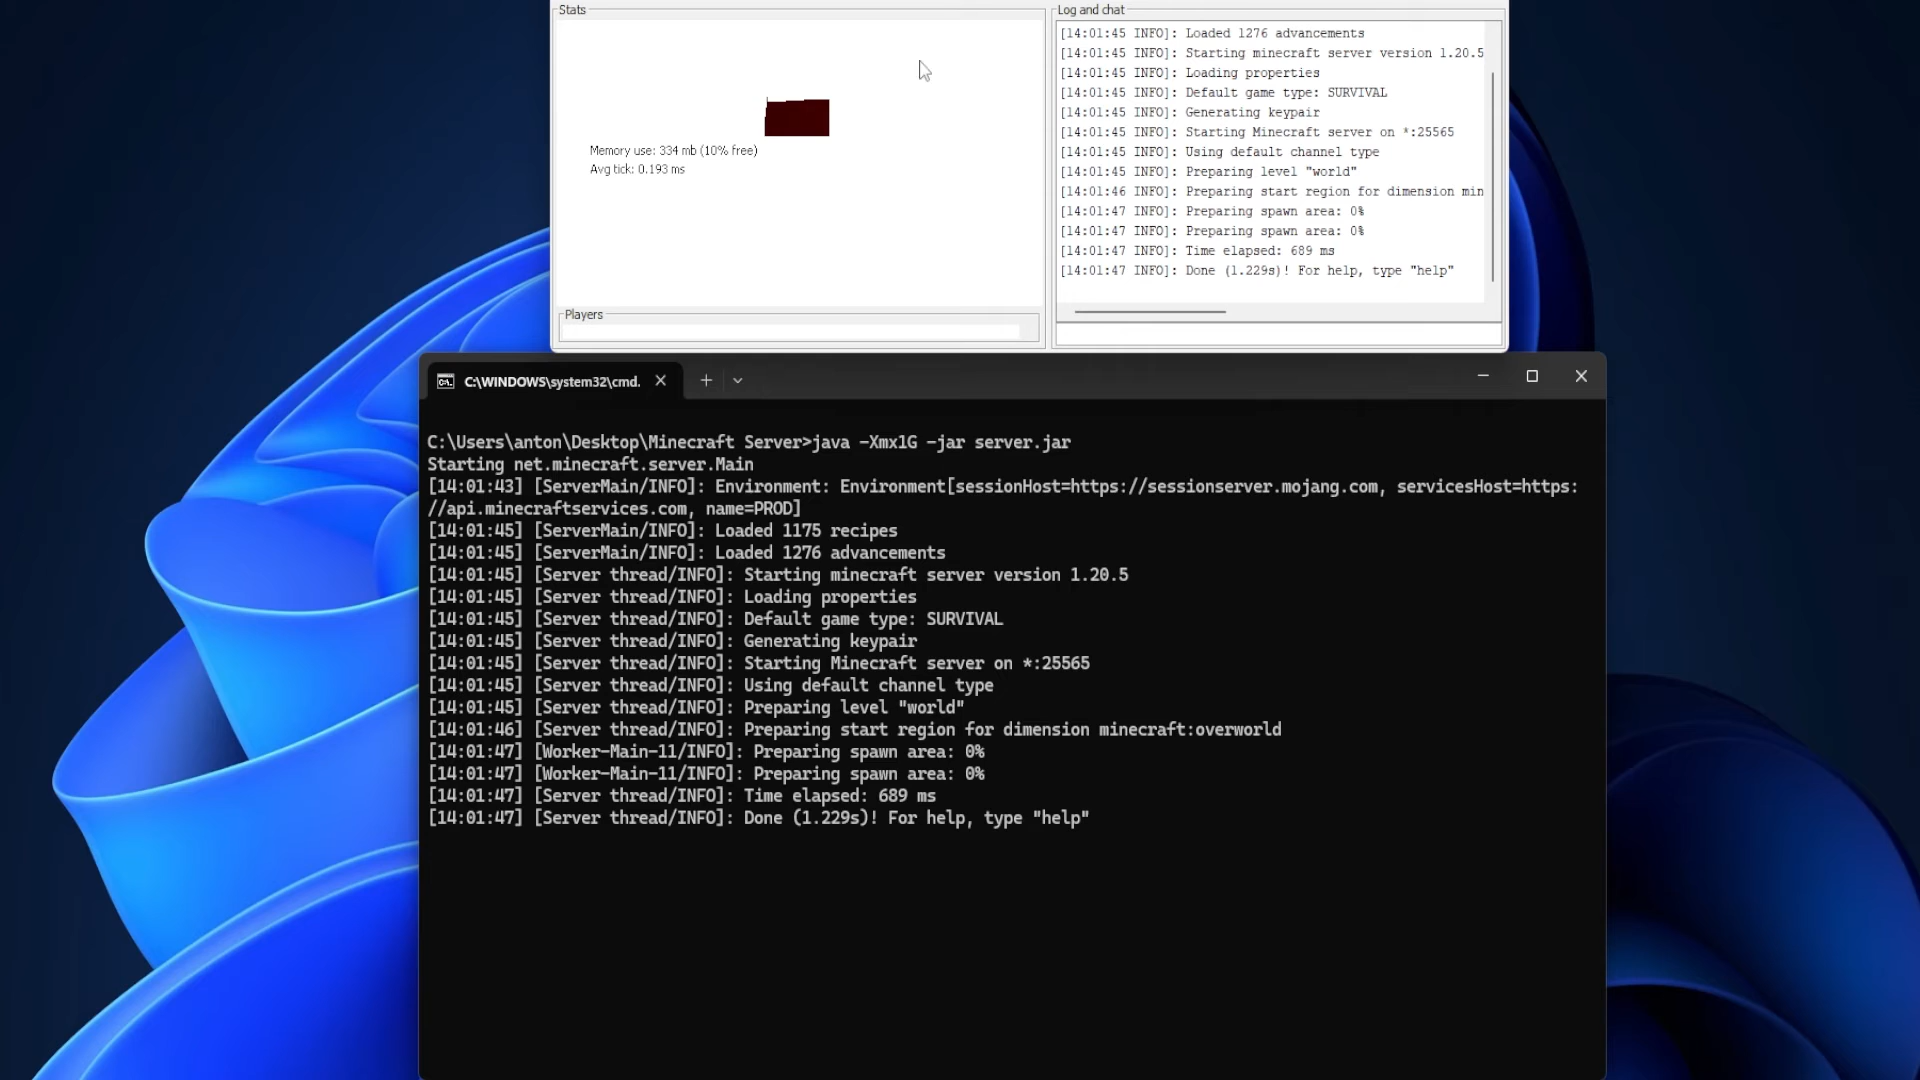 Stats
Memory use: 334 mb (10% free)
Avg tick: 0.193 ms
Players
Log and chat
[14:01:45 INFO]: Loaded 1276 advancements
[14:01:45 INFO]: Starting minecraft server version 1.20.5
[14:01:45 INFO]: Loading properties
[14:01:45 INFO]: Default game type: SURVIVAL
[14:01:45 INFO]: Generating keypair
[14:01:45 INFO]: Starting Minecraft server on *:25565
[14:01:45 INFO]: Using default channel type
[14:01:45 INFO]: Preparing level "world"
[14:01:46 INFO]: Preparing start region for dimension min
[14:01:47 INFO]: Preparing spawn area: 0%
[14:01:47 INFO]: Preparing spawn area: 0%
[14:01:47 INFO]: Time elapsed: 689 ms
[14:01:47 INFO]: Done (1.229s)! For help, type "help"
C:\WINDOWS\system32\cmd.
C:\Users\anton\Desktop\Minecraft Server>java -Xmx1G -jar server.jar
Starting net.minecraft.server.Main
[14:01:43] [ServerMain/INFO]: Environment: Environment[sessionHost=https://sessionserver.mojang.com, servicesHost=https:
//api.minecraftservices.com, name=PROD]
[14:01:45] [ServerMain/INFO]: Loaded 1175 recipes
[14:01:45] [ServerMain/INFO]: Loaded 1276 advancements
[14:01:45] [Server thread/INFO]: Starting minecraft server version 1.20.5
[14:01:45] [Server thread/INFO]: Loading properties
[14:01:45] [Server thread/INFO]: Default game type: SURVIVAL
[14:01:45] [Server thread/INFO]: Generating keypair
[14:01:45] [Server thread/INFO]: Starting Minecraft server on *:25565
[14:01:45] [Server thread/INFO]: Using default channel type
[14:01:45] [Server thread/INFO]: Preparing level "world"
[14:01:46] [Server thread/INFO]: Preparing start region for dimension minecraft:overworld
[14:01:47] [Worker-Main-11/INFO]: Preparing spawn area: 0%
[14:01:47] [Worker-Main-11/INFO]: Preparing spawn area: 0%
[14:01:47] [Server thread/INFO]: Time elapsed: 689 ms
[14:01:47] [Server thread/INFO]: Done (1.229s)! For help, type "help"